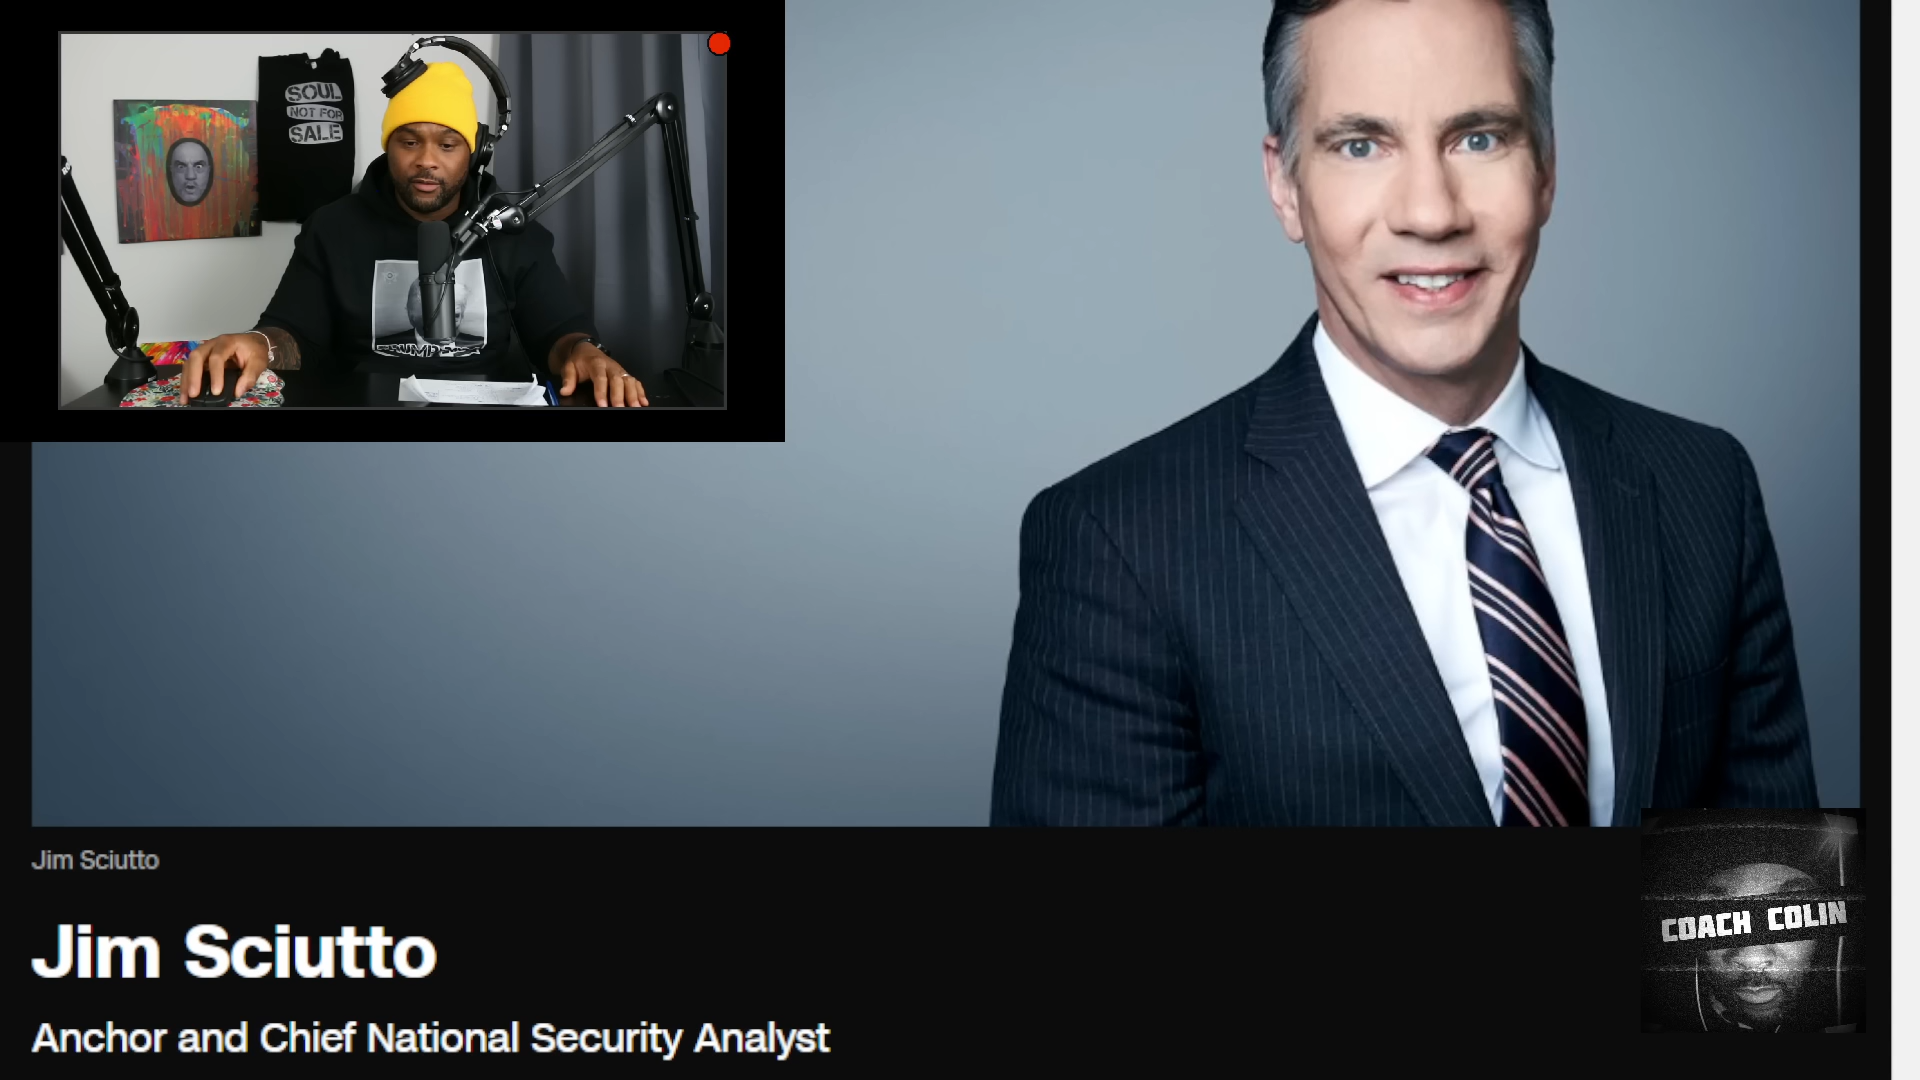 SOUL
NOT FOR
SALE
Jim Sciutto
Jim Sciutto
Anchor and Chief National Security Analyst
COACH COLIN